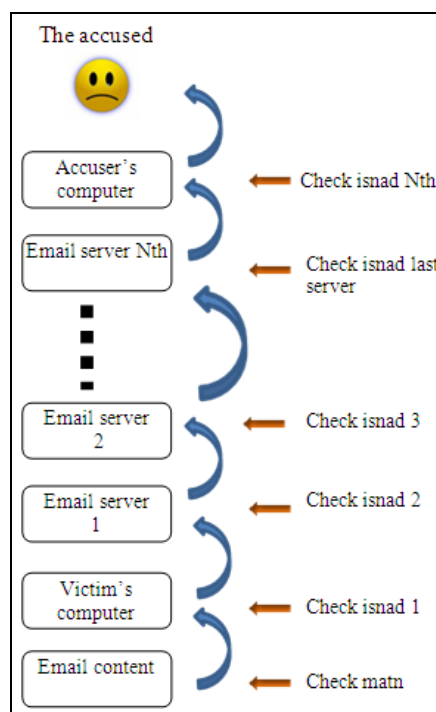 The accused
Accuser's
computer
Check isnad Nth
Email server Nth
Check isnad last
server
Email server
2
Check isnad 3
Email server
1
Check isnad 2
Victim's
computer
Check isnad 1
Email content
Check matn